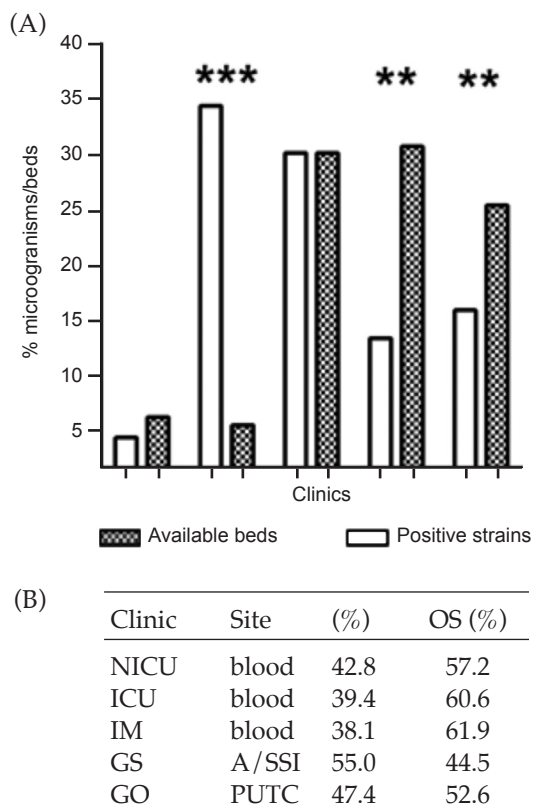 (A)
40
35
30
25
20
15
10
5
% microogranisms/beds
*** ** **
Clinics
Available beds Positive strains
(B)
Clinic Site (%) OS (%)
NICU blood 42.8 57.2
ICU blood 39.4 60.6
IM blood 38.1 61.9
GS A/SSI 55.0 44.5
GO PUTC 47.4 52.6